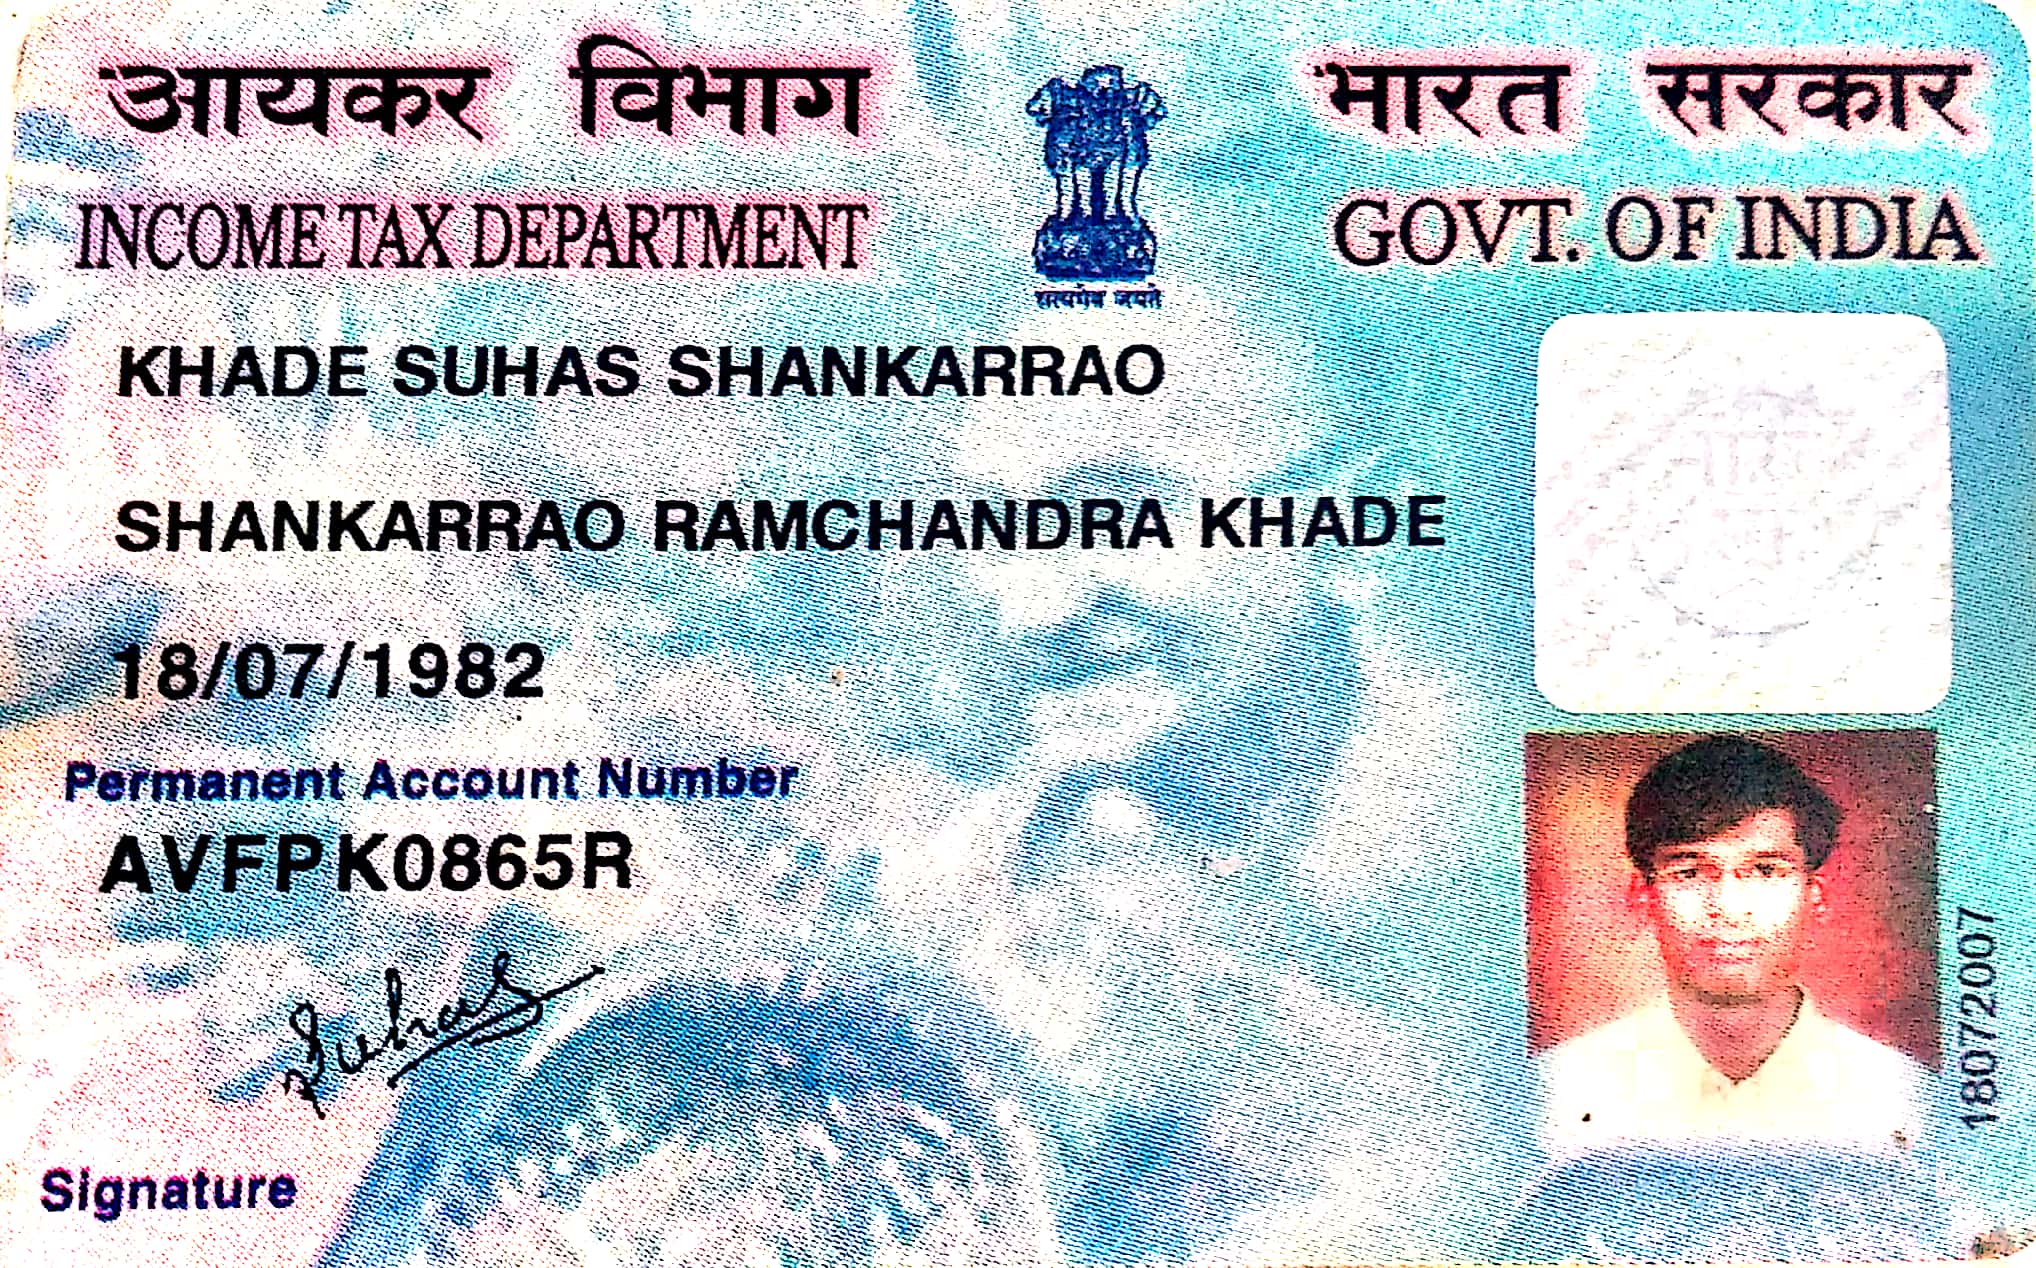 आयकर विभाग
भारत सरकार
INCOME TAX DEPARTMENT
GOVT. OF INDIA
सत्यमेव जयते
KHADE SUHAS SHANKARRAO
SHANKARRAO RAMCHANDRA KHADE
18/07/1982
Permanent Account Number
AVFPK0865R
Suhas
Signature
18072007